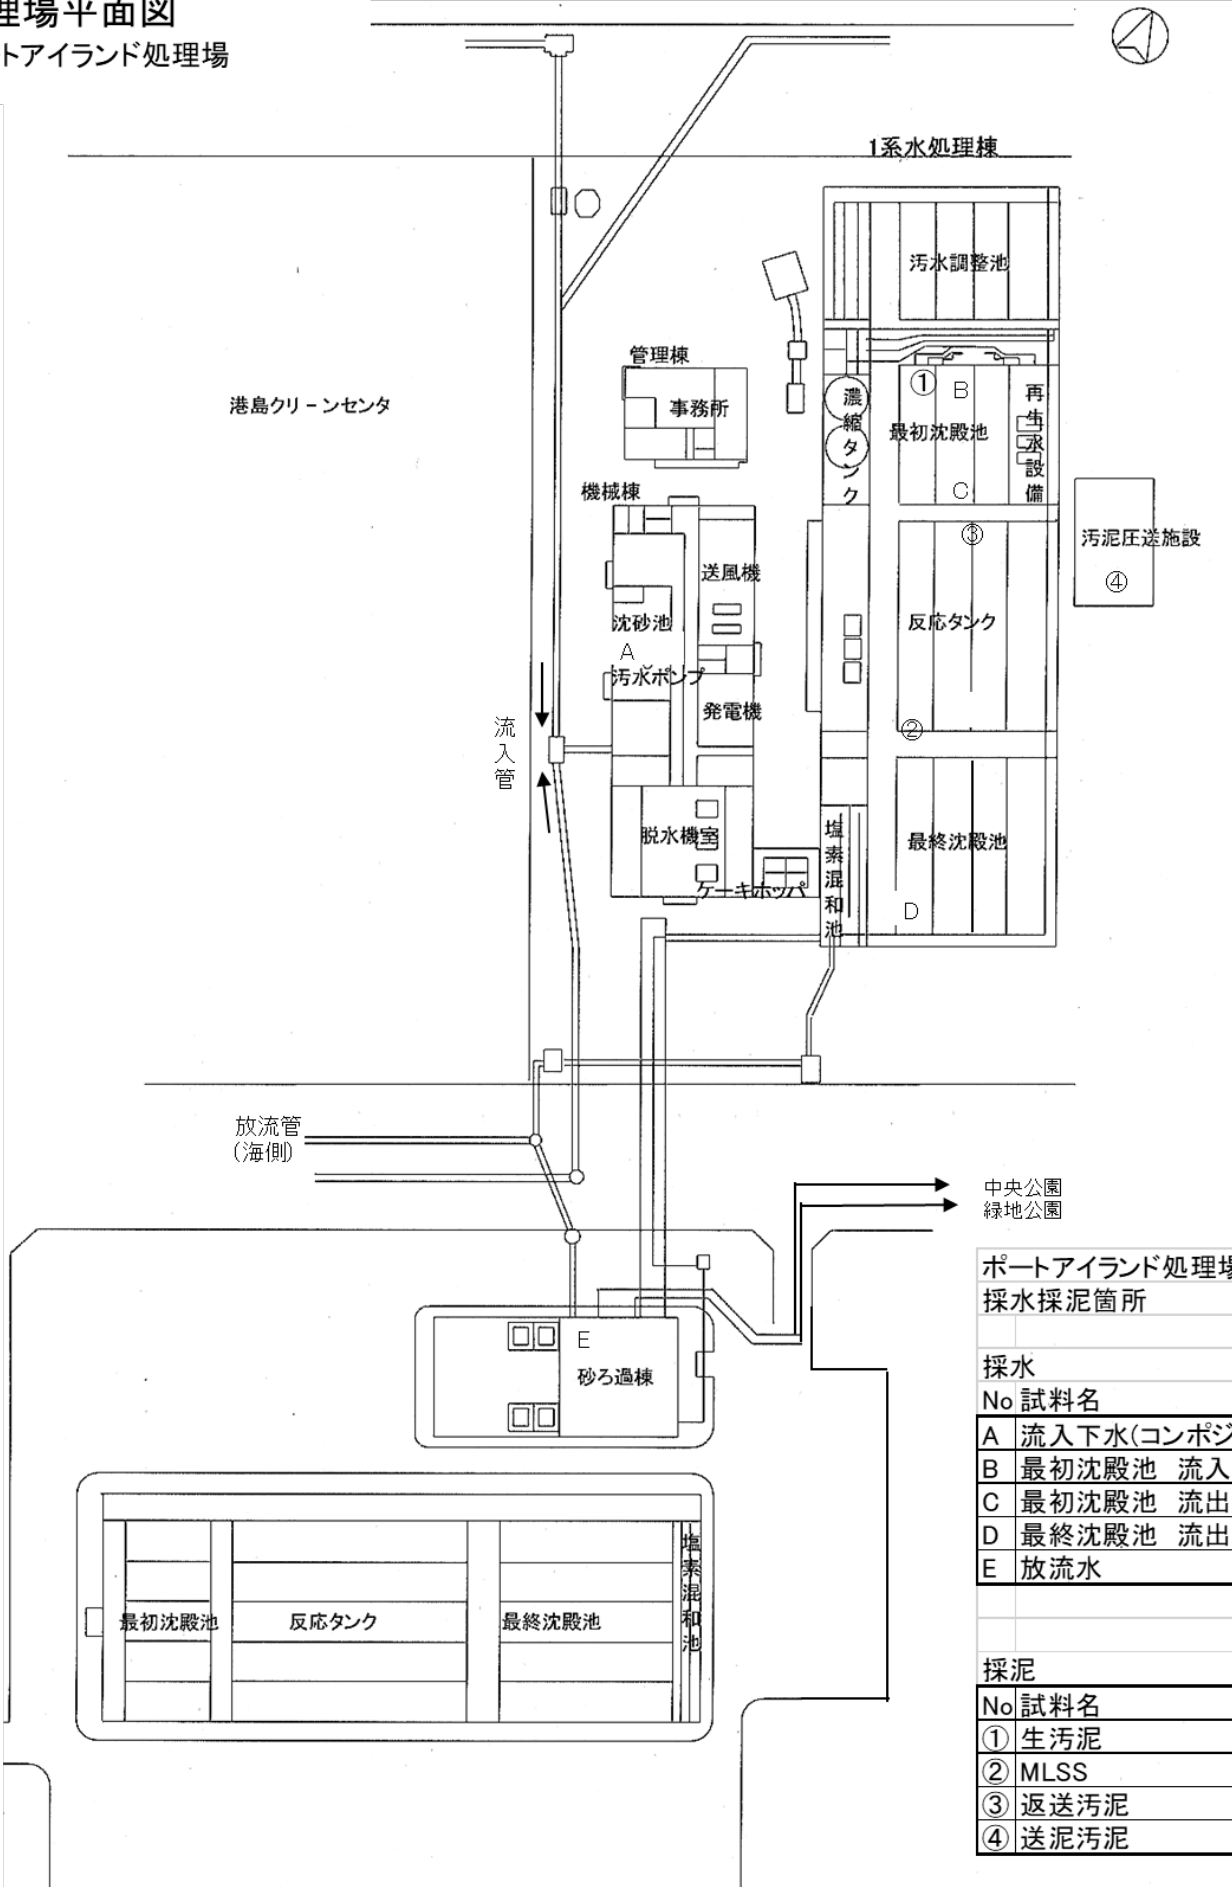 理場平面図
トアイランド処理場
1系水処理棟
汚水調整池
管理棟
事務所
港島クリーンセンタ
①
B
濃縮タンク
最初沈殿池
再生水設備
C
機械棟
③
汚泥圧送施設
④
送風機
沈砂池
反応タンク
A
汚水ポンプ
発電機
②
流入管
脱水機室
塩素混和池
最終沈殿池
ケーキホッパ
D
放流管
(海側)
中央公園
緑地公園
E
砂ろ過棟
最初沈殿池
反応タンク
最終沈殿池
塩素混和池
ポートアイランド処理場
採水採泥箇所
採水
No 試料名
A 流入下水(コンポジ
B 最初沈殿池 流入
C 最初沈殿池 流出
D 最終沈殿池 流出
E 放流水
採泥
No 試料名
① 生汚泥
② MLSS
③ 返送汚泥
④ 送泥汚泥